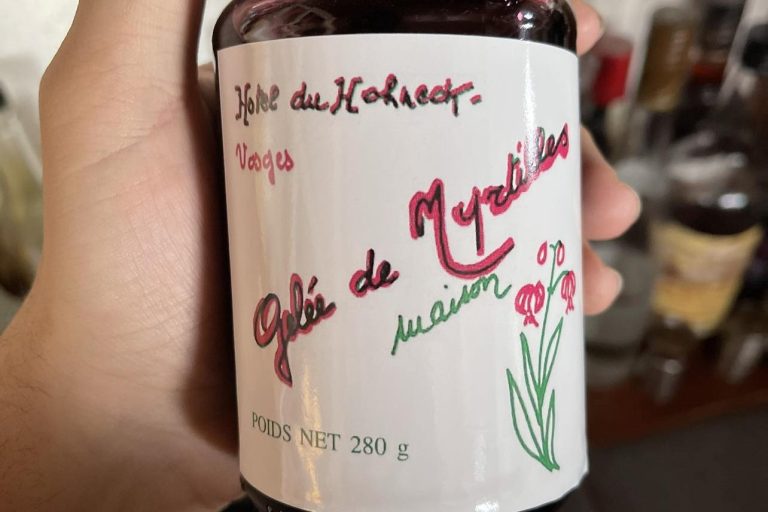 Hotel du Hohneck.
Vosges
Gelée de Myrtilles
maison
POIDS NET 280 g